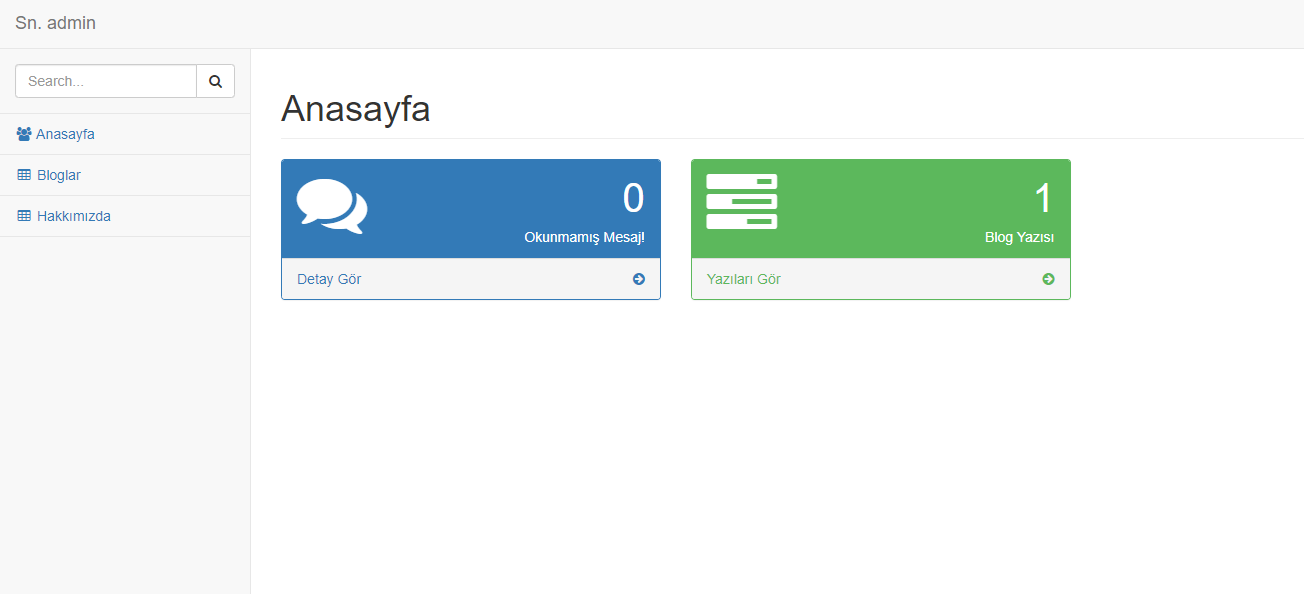 Sn. admin
Search...
Anasayfa
Bloglar
Hakkımızda
Anasayfa
0
Okunmamış Mesaj!
Detay Gör
1
Blog Yazısı
Yazıları Gör